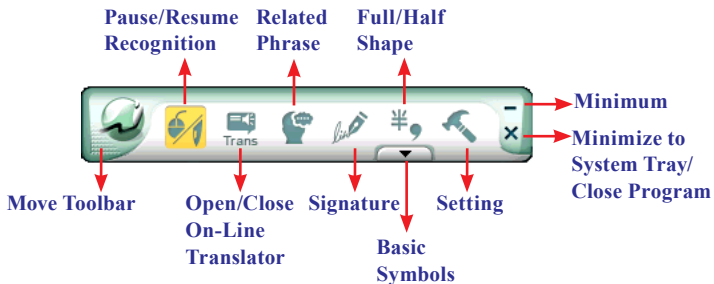 Pause/Resume
Recognition
Related
Phrase
Full/Half
Shape
Trans
Minimum
Minimize to
System Tray/
Close Program
Move Toolbar
Open/Close
On-Line
Translator
Signature
Setting
Basic
Symbols